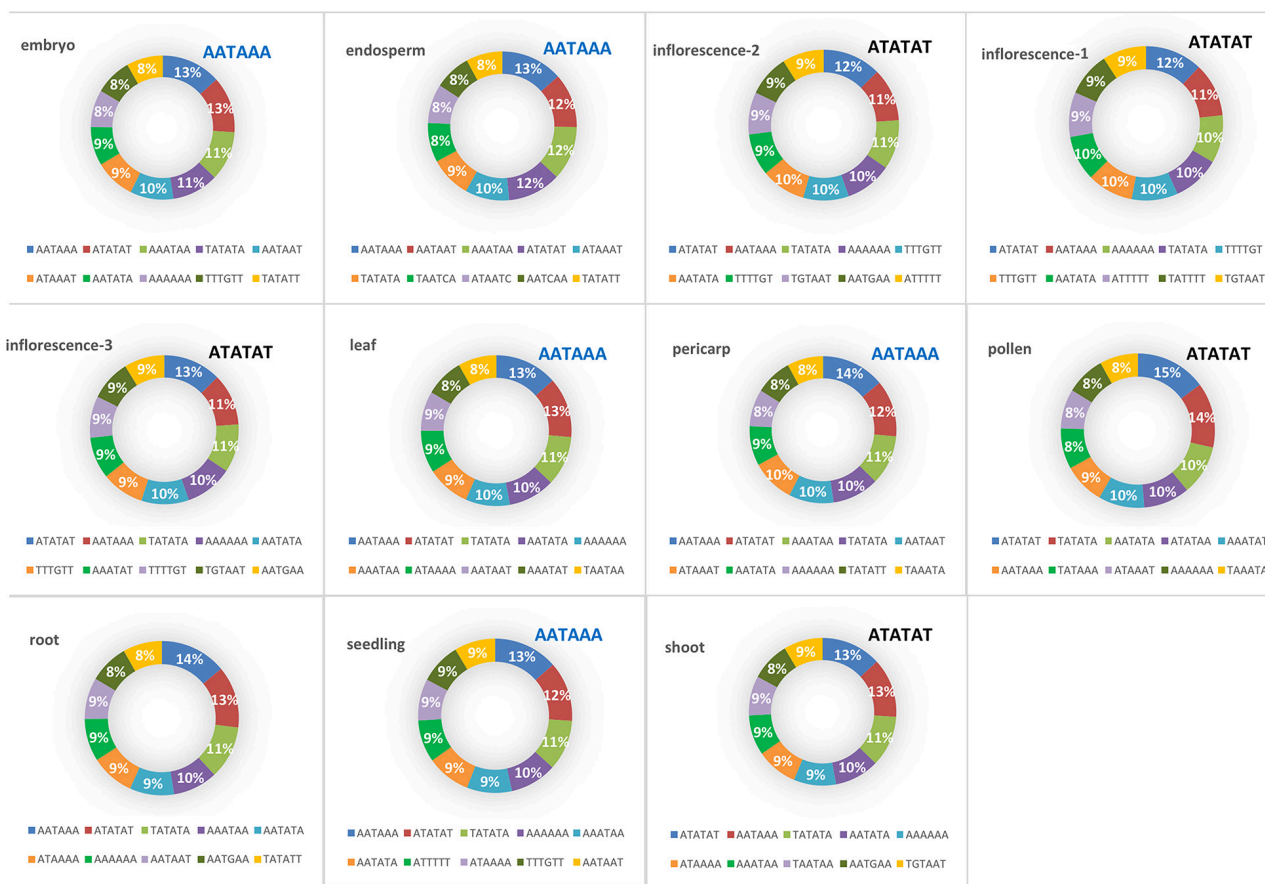 embryo
AATAAA
13%
13%
11%
11%
10%
9%
9%
8%
8%
8%
AATAAA ATATAT AAATAA TATATA AATAAT
ATAAAT AATATA AAAAAA TTTGTT TATATT
endosperm
AATAAA
13%
12%
12%
12%
10%
9%
8%
8%
8%
8%
AATAAA AATAAT AAATAA ATATAT ATAAAT
TATATA TAATCA ATAATC AATCAA TATATT
inflorescence-2
ATATAT
12%
11%
11%
10%
10%
10%
9%
9%
9%
9%
ATATAT AATAAA TATATA AAAAAA TTTGTT
AATATA TTTTGT TGTAAT AATGAA ATTTTT
inflorescence-1
ATATAT
12%
11%
10%
10%
10%
10%
10%
9%
9%
9%
ATATAT AATAAA AAAAAA TATATA TTTTGT
TTTGTT AATATA ATTTTT TATTTT TGTAAT
inflorescence-3
ATATAT
13%
11%
11%
10%
10%
9%
9%
9%
9%
9%
ATATAT AATAAA TATATA AAAAAA AATATA
TTTGTT AAATAT TTTTGT TGTAAT AATGAA
leaf
AATAAA
13%
13%
11%
10%
10%
9%
9%
9%
8%
8%
AATAAA ATATAT TATATA AATATA AAAAAA
AAATAA ATAAAA AATAAT AAATAT TAATAA
pericarp
AATAAA
14%
12%
11%
10%
10%
10%
9%
8%
8%
8%
AATAAA ATATAT AAATAA TATATA AATAAT
ATAAAT AATATA AAAAAA TATATT TAAATA
pollen
ATATAT
15%
14%
10%
10%
10%
9%
8%
8%
8%
8%
ATATAT TATATA AATATA ATATAA AAATAT
AATAAA TATAAA ATAAAT AAAAAA TAAATA
root
14%
13%
11%
10%
9%
9%
9%
9%
8%
8%
AATAAA ATATAT TATATA AAATAA AATATA
ATAAAA AAAAAA AATAAT AATGAA TATATT
seedling
AATAAA
13%
12%
11%
10%
9%
9%
9%
9%
9%
9%
AATAAA ATATAT TATATA AAAAAA AAATAA
AATATA ATTTTT ATAAAA TTTGTT AATAAT
shoot
ATATAT
13%
13%
11%
10%
9%
9%
9%
9%
8%
9%
ATATAT AATAAA TATATA AATATA AAAAAA
ATAAAA AAATAA TAATAA AATGAA TGTAAT